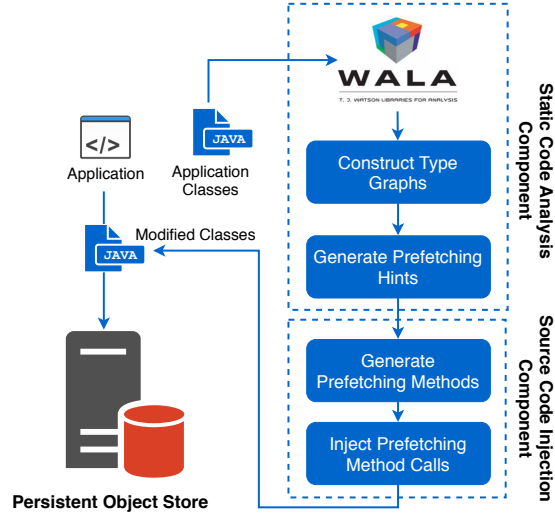 WALA
T. J. WATSON LIBRARIES FOR ANALYSIS
JAVA
Application
Classes
</>
Application
Construct Type
Graphs
Static Code Analysis
Component
JAVA
Modified Classes
Generate Prefetching
Hints
Generate
Prefetching Methods
Source Code Injection
Component
Inject Prefetching
Method Calls
Persistent Object Store